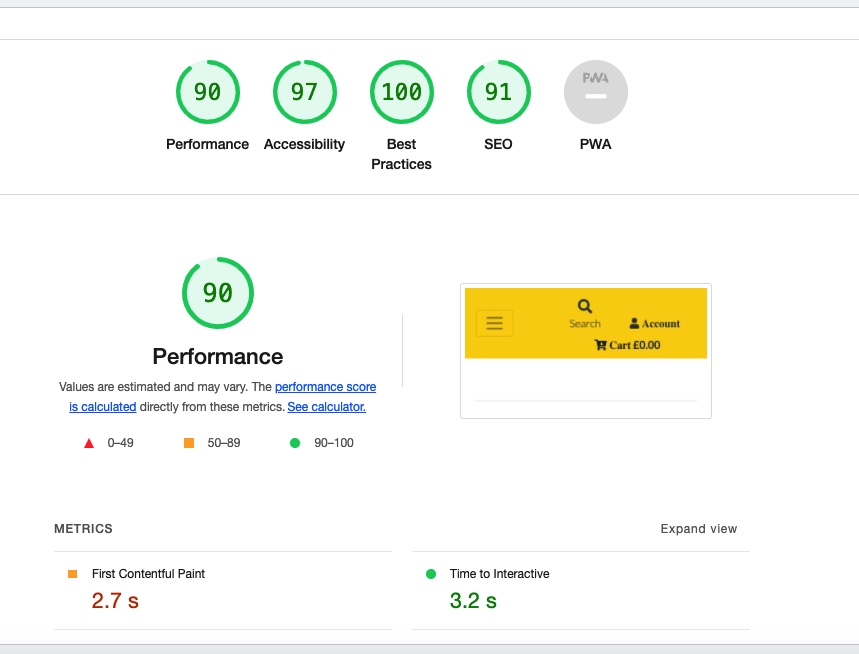 90 97 100 91 PWA
Performance Accessibility Best Practices SEO PWA
90
Performance
Values are estimated and may vary. The performance score
is calculated directly from these metrics. See calculator.
0–49 50–89 90–100
Search
Account
Cart £0.00
METRICS Expand view
First Contentful Paint
2.7 s
Time to Interactive
3.2 s